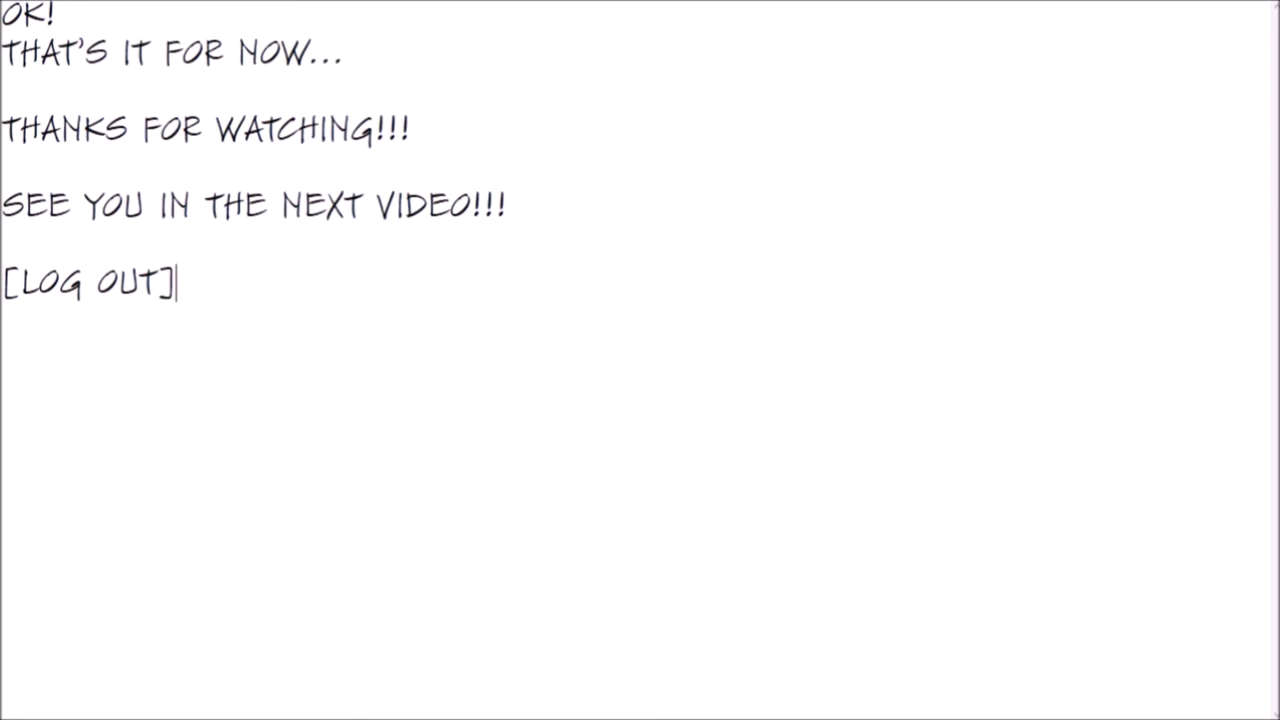 OK!
THAT'S IT FOR NOW...
THANKS FOR WATCHING!!!
SEE YOU IN THE NEXT VIDEO!!!
[LOG OUT]